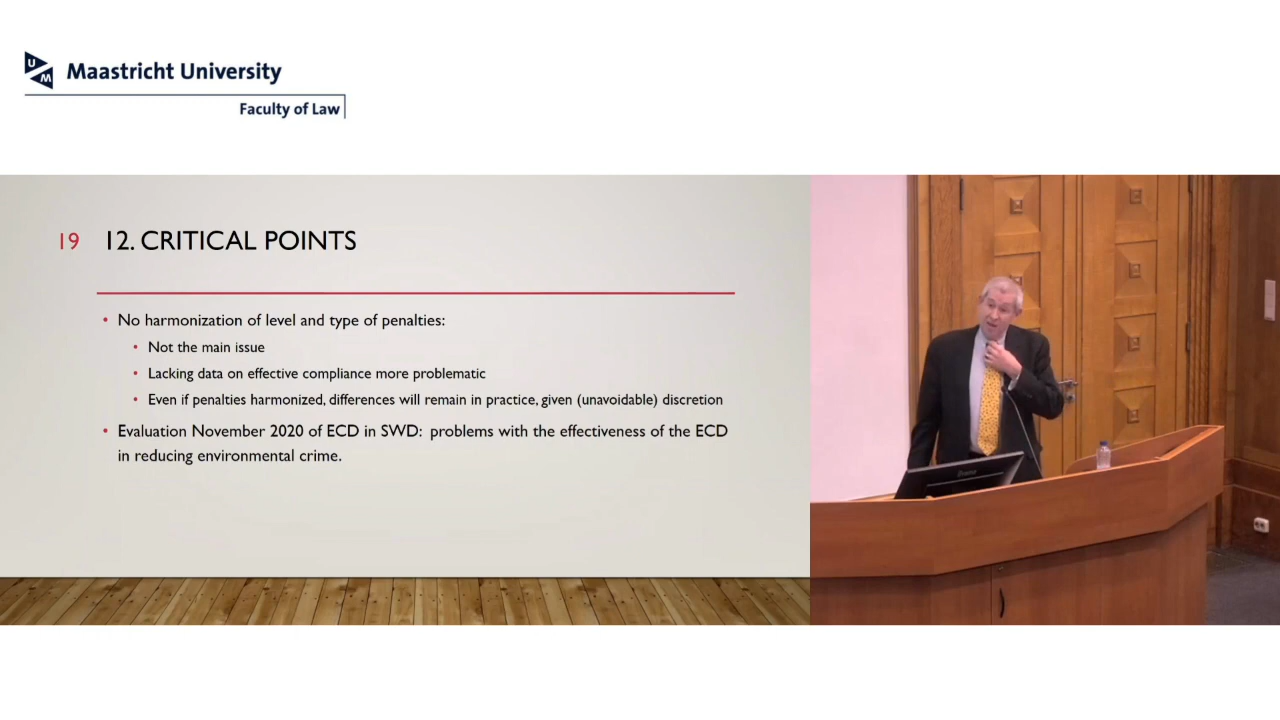 U
M
Maastricht University
Faculty of Law
19 12. CRITICAL POINTS
• No harmonization of level and type of penalties:
• Not the main issue
• Lacking data on effective compliance more problematic
• Even if penalties harmonized, differences will remain in practice, given (unavoidable) discretion
• Evaluation November 2020 of ECD in SWD: problems with the effectiveness of the ECD
in reducing environmental crime.